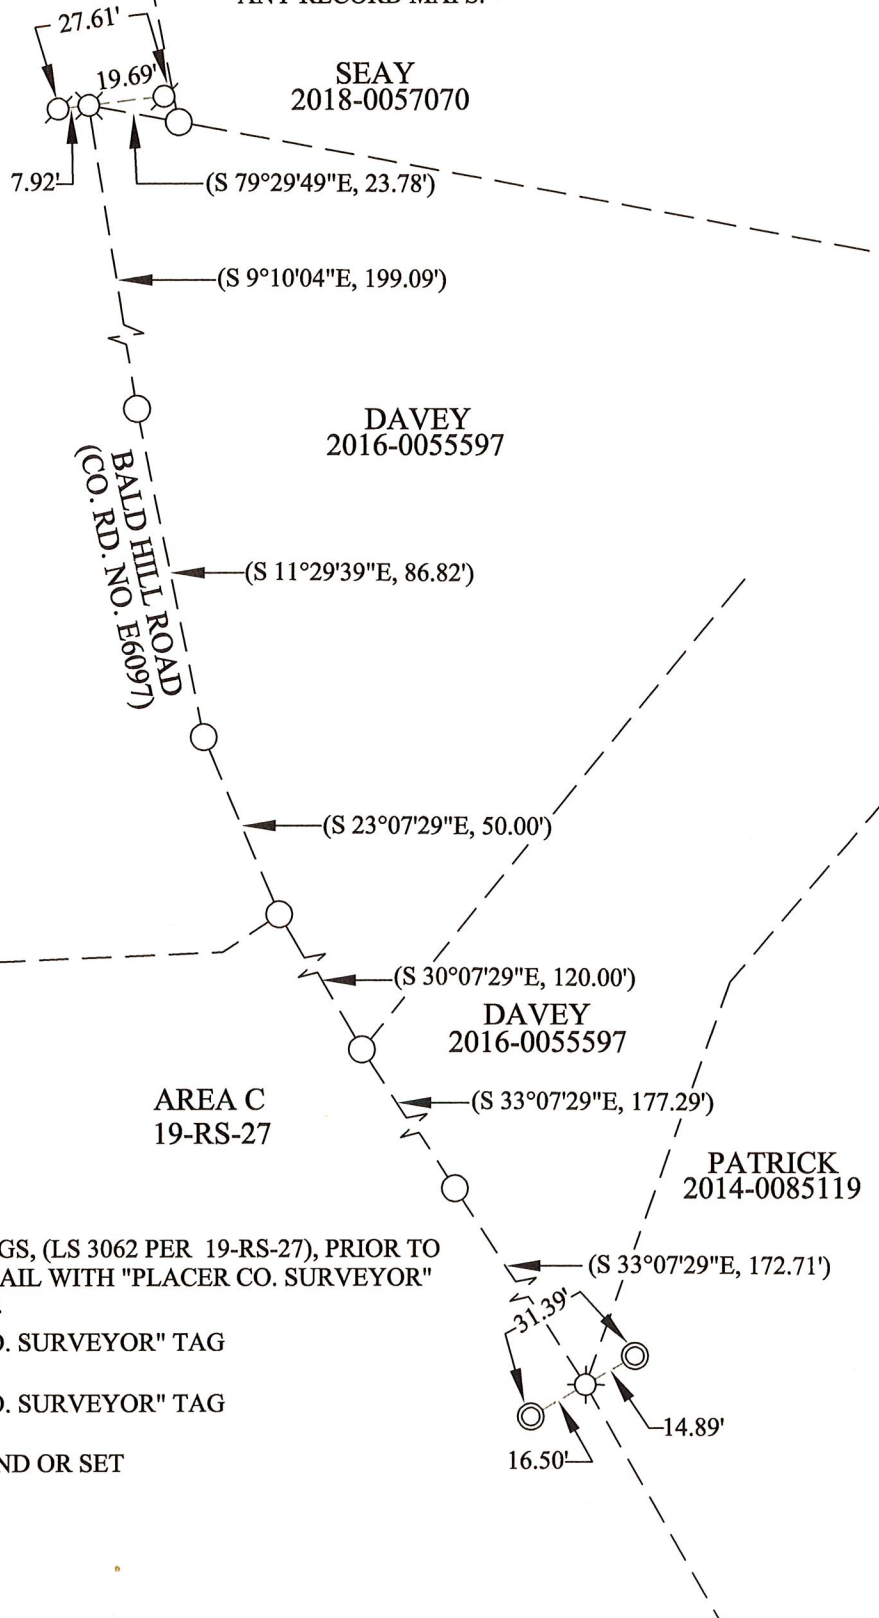 27.61'
19.69'
SEAY
2018-0057070
7.92'
(S 79°29'49"E, 23.78')
(S 9°10'04"E, 199.09')
DAVEY
2016-0055597
BALD HILL ROAD
(CO. RD. NO. E6097)
(S 11°29'39"E, 86.82')
(S 23°07'29"E, 50.00')
(S 30°07'29"E, 120.00')
DAVEY
2016-0055597
AREA C
19-RS-27
(S 33°07'29"E, 177.29')
PATRICK
2014-0085119
GS, (LS 3062 PER 19-RS-27), PRIOR TO
AIL WITH "PLACER CO. SURVEYOR"
(S 33°07'29"E, 172.71')
31.39'
O. SURVEYOR" TAG
O. SURVEYOR" TAG
14.89'
16.50'
ND OR SET